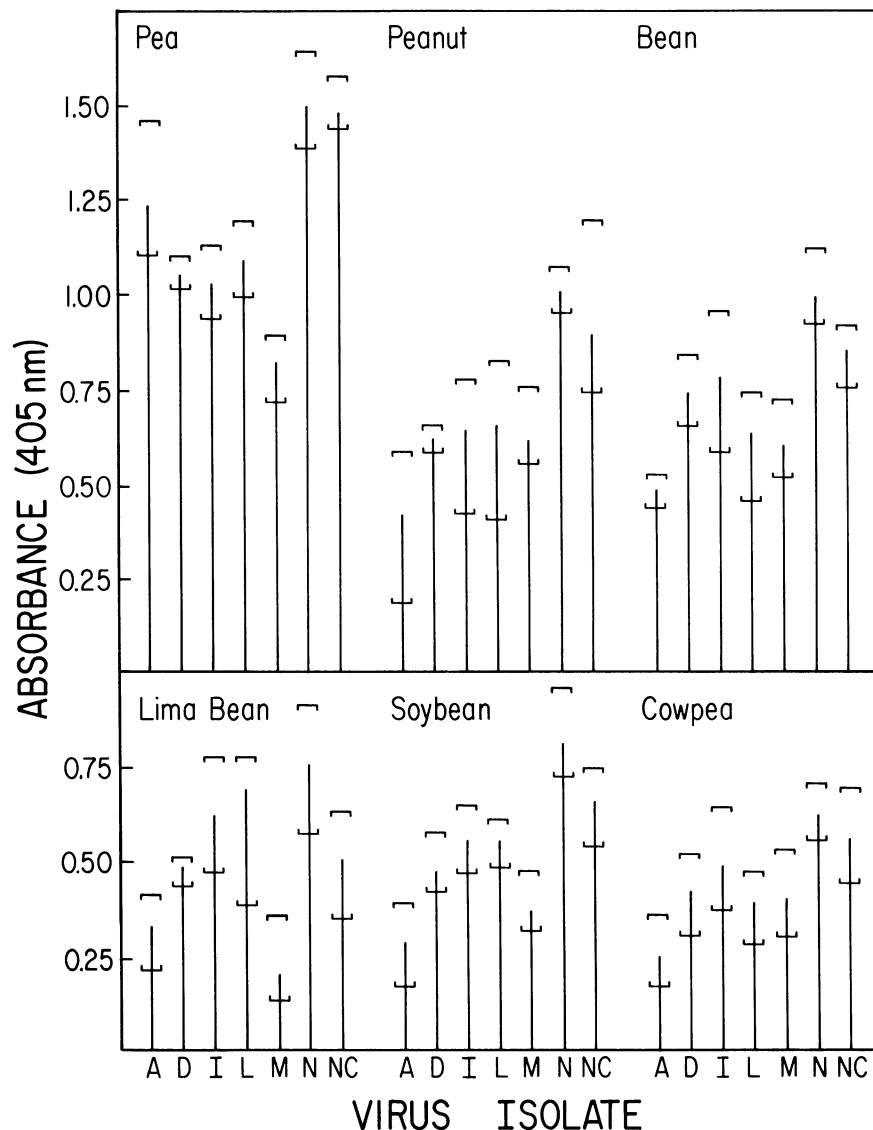 Pea Peanut Bean
1.50
1.25
1.00
0.75
0.50
0.25
ABSORBANCE (405 nm)
Lima Bean Soybean Cowpea
0.75
0.50
0.25
A D I L M N NC A D I L M N NC A D I L M N NC
VIRUS ISOLATE